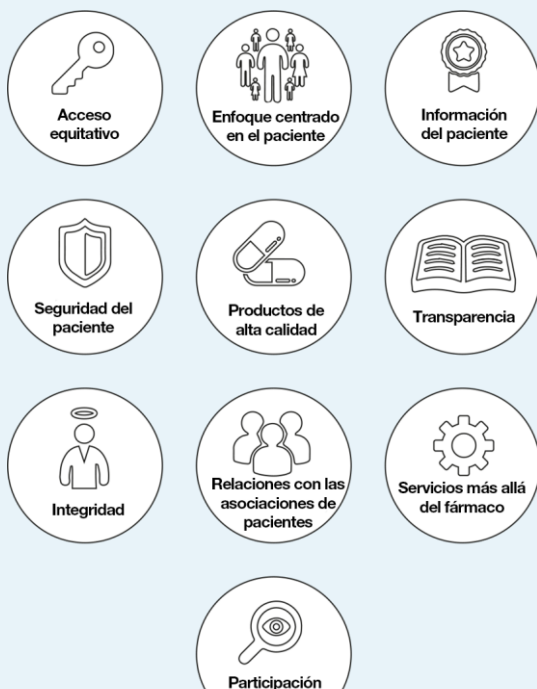 Acceso
equitativo
Enfoque centrado
en el paciente
Información
del paciente
Seguridad del
paciente
Productos de
alta calidad
Transparencia
Integridad
Relaciones con las
asociaciones de
pacientes
Servicios más allá
del fármaco
Participación